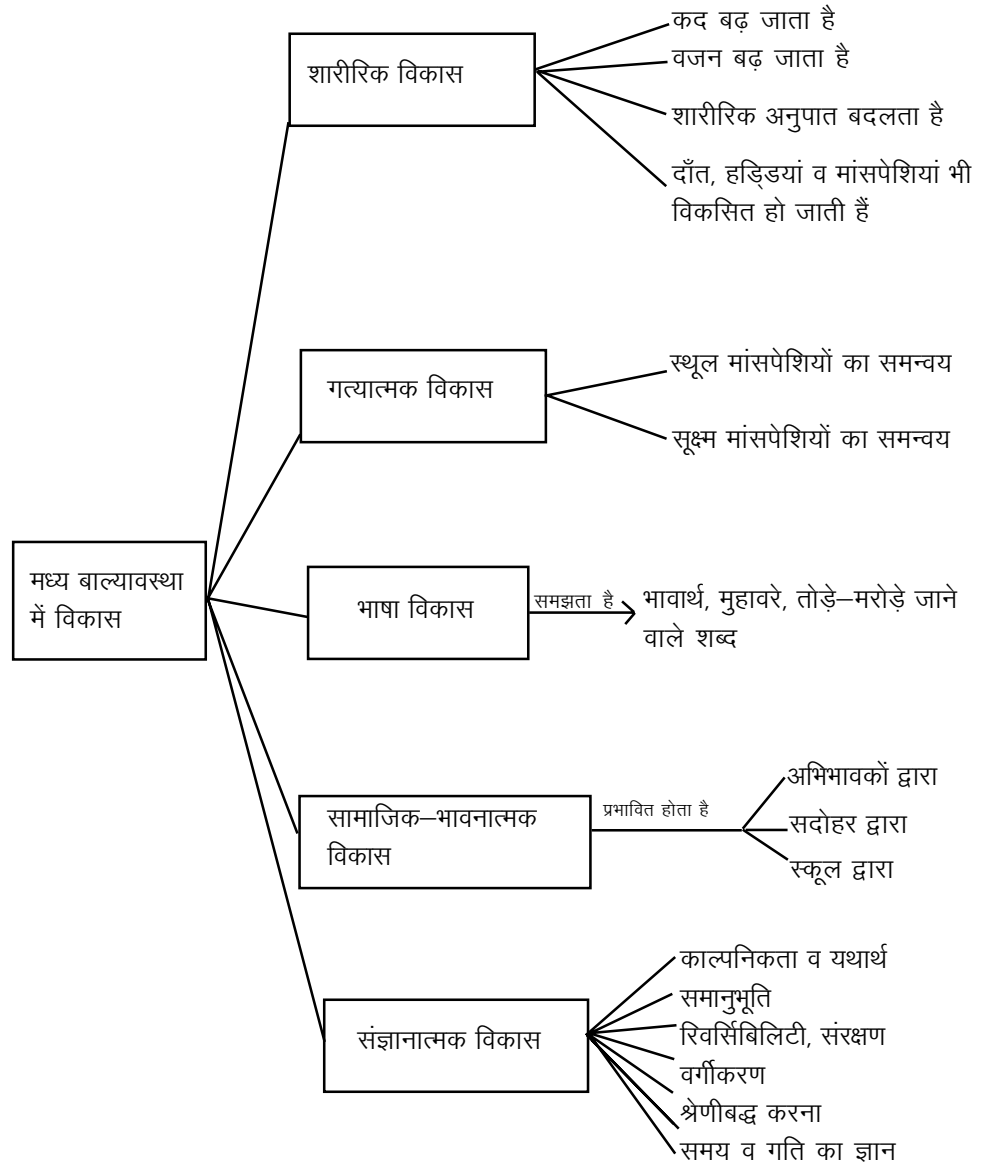 कद बढ़ जाता है
वजन बढ़ जाता है
शारीरिक विकास
शारीरिक अनुपात बदलता है
दाँत, हड्डियां व मांसपेशियां भी
विकसित हो जाती हैं
गत्यात्मक विकास
स्थूल मांसपेशियों का समन्वय
सूक्ष्म मांसपेशियों का समन्वय
मध्य बाल्यावस्था
में विकास
भाषा विकास
समझता है
भावार्थ, मुहावरे, तोड़े–मरोड़े जाने
वाले शब्द
सामाजिक–भावनात्मक
विकास
प्रभावित होता है
अभिभावकों द्वारा
सदोहर द्वारा
स्कूल द्वारा
संज्ञानात्मक विकास
काल्पनिकता व यथार्थ
समानुभूति
रिवर्सिबिलिटी, संरक्षण
वर्गीकरण
श्रेणीबद्ध करना
समय व गति का ज्ञान